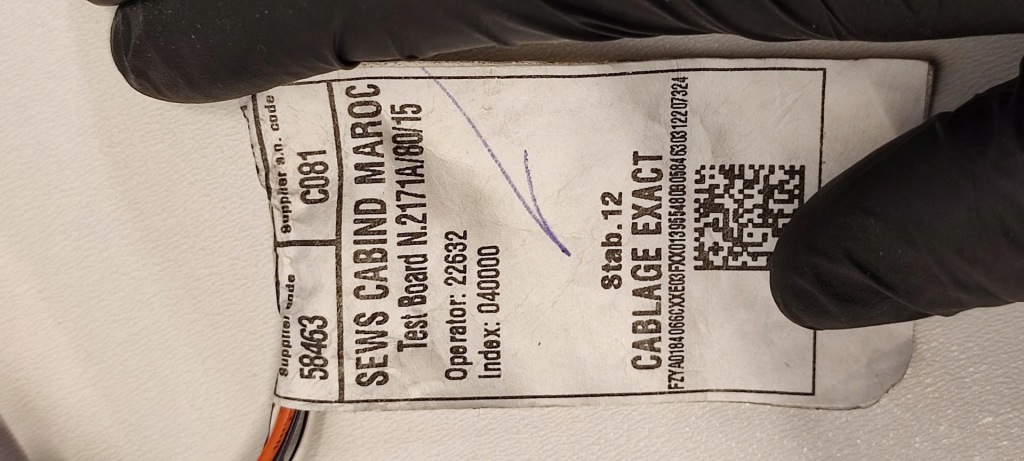 Supplier code
Supplier a.n. code
58463
C081
SEWS CABIND MAROC
Test Board N.2171A/80/15
Operator: 22632
Index: 040000
Stab.12
CABLAGE EXACT